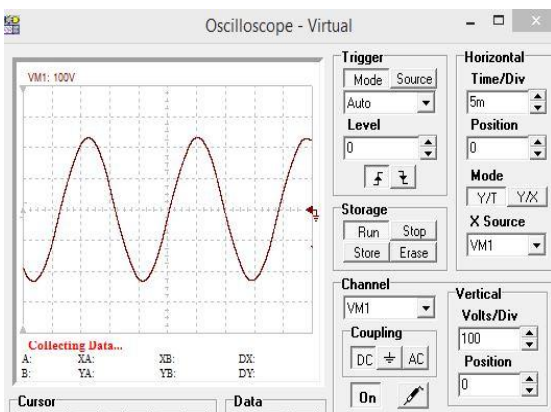 Oscilloscope - Virtual
VM1: 100V
Collecting Data...
A: XA: XB: DX:
B: YA: YB: DY:
Cursor Data
Trigger
Mode Source
Auto
Level
0
Storage
Run Stop
Store Erase
Channel
VM1
Coupling
DC AC
On
Horizontal
Time/Div
5m
Position
0
Mode
Y/T Y/X
X Source
VM1
Vertical
Volts/Div
100
Position
0